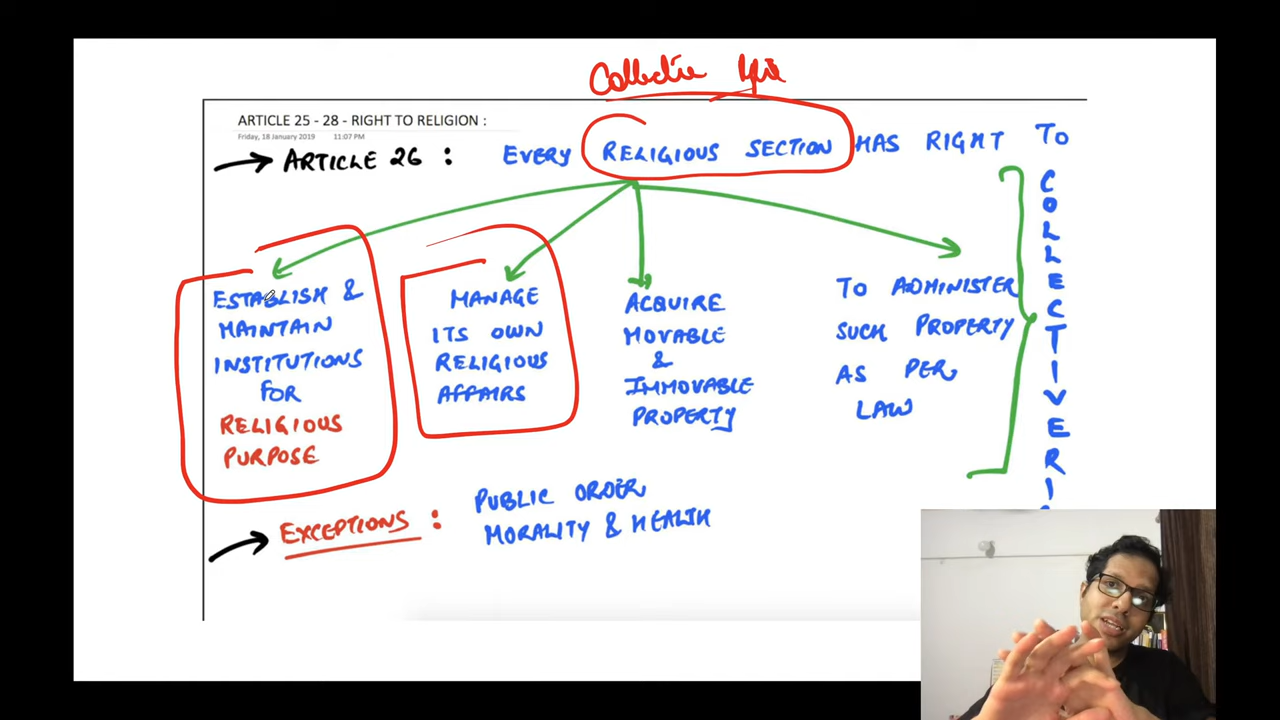 Collective
ARTICLE 25 - 28 - RIGHT TO RELIGION :
Friday, 18 January 2019 11:07 PM
ARTICLE 26 : EVERY RELIGIOUS SECTION HAS RIGHT TO
COLLECTIVE RI
ESTABLISH &
MAINTAIN
INSTITUTIONS
FOR
RELIGIOUS
PURPOSE
MANAGE
ITS OWN
RELIGIOUS
AFFAIRS
ACQUIRE
MOVABLE
&
IMMOVABLE
PROPERTY
TO ADMINISTER
SUCH PROPERTY
AS PER
LAW
EXCEPTIONS : PUBLIC ORDER
MORALITY & HEALTH